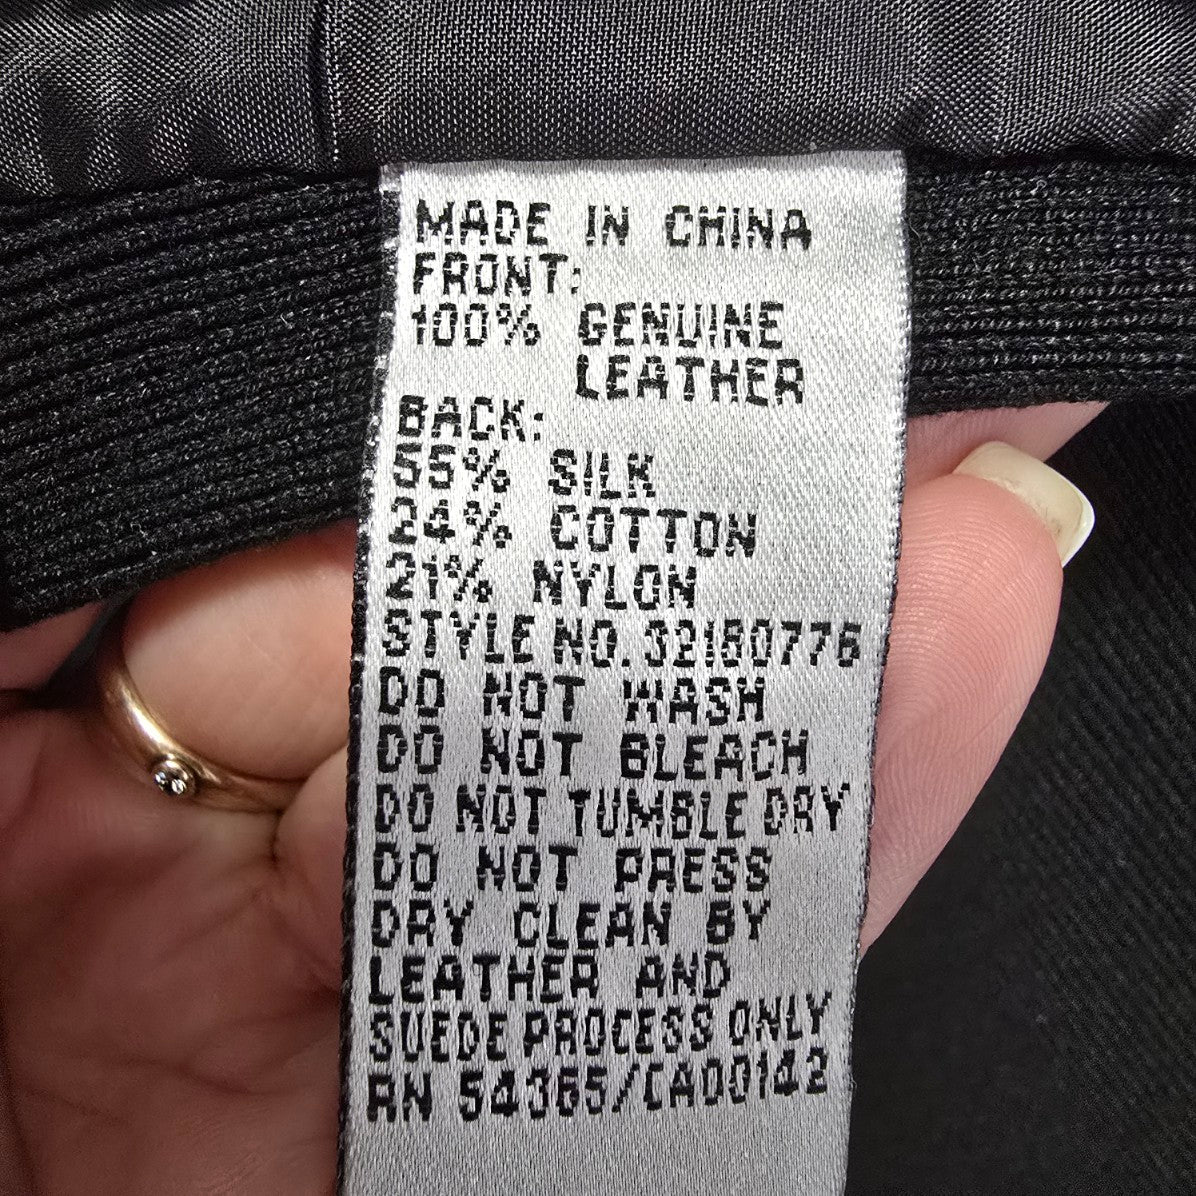 MADE IN CHINA
FRONT:
100% GENUINE
LEATHER
BACK:
55% SILK
24% COTTON
21% NYLON
STYLE NO. 32180776
DO NOT WASH
DO NOT BLEACH
DO NOT TUMBLE DRY
DO NOT PRESS
DRY CLEAN BY
LEATHER AND
SUEDE PROCESS ONLY
RN 54365/CA00142